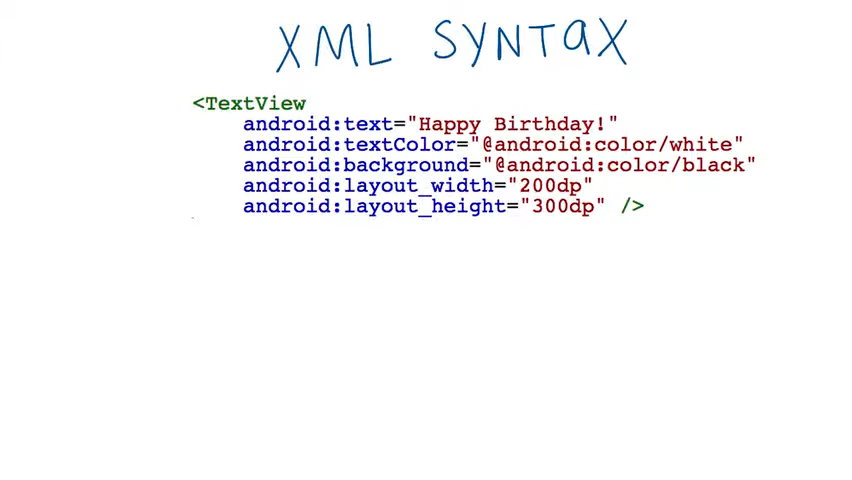 XML SYNTAX
<TextView
android:text="Happy Birthday!"
android:textColor="@android:color/white"
android:background="@android:color/black"
android:layout_width="200dp"
android:layout_height="300dp" />